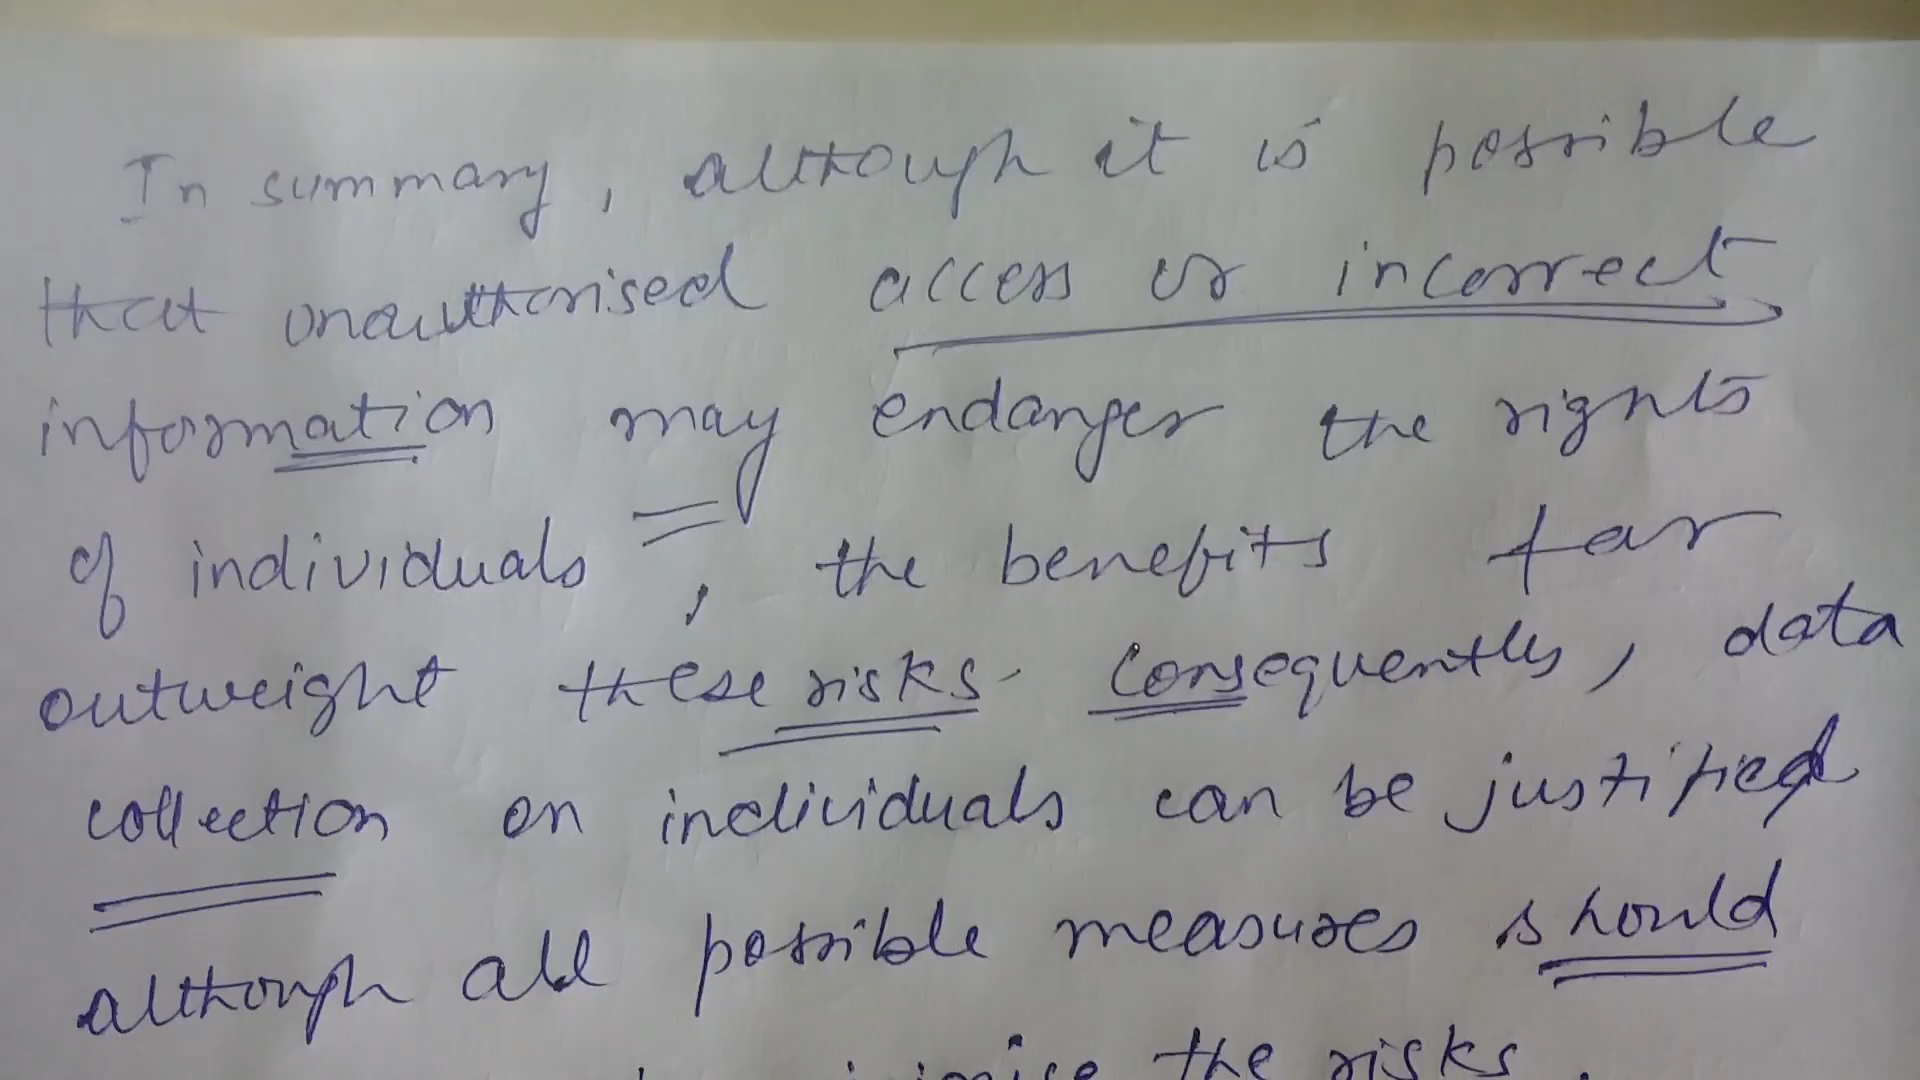 In summary, although it is possible
that unauthorised access or incorrect
information may endanger the rights
of individuals, the benefits far
outweight these risks. Consequently, data
collection on individuals can be justified
although all possible measures should
the risks.